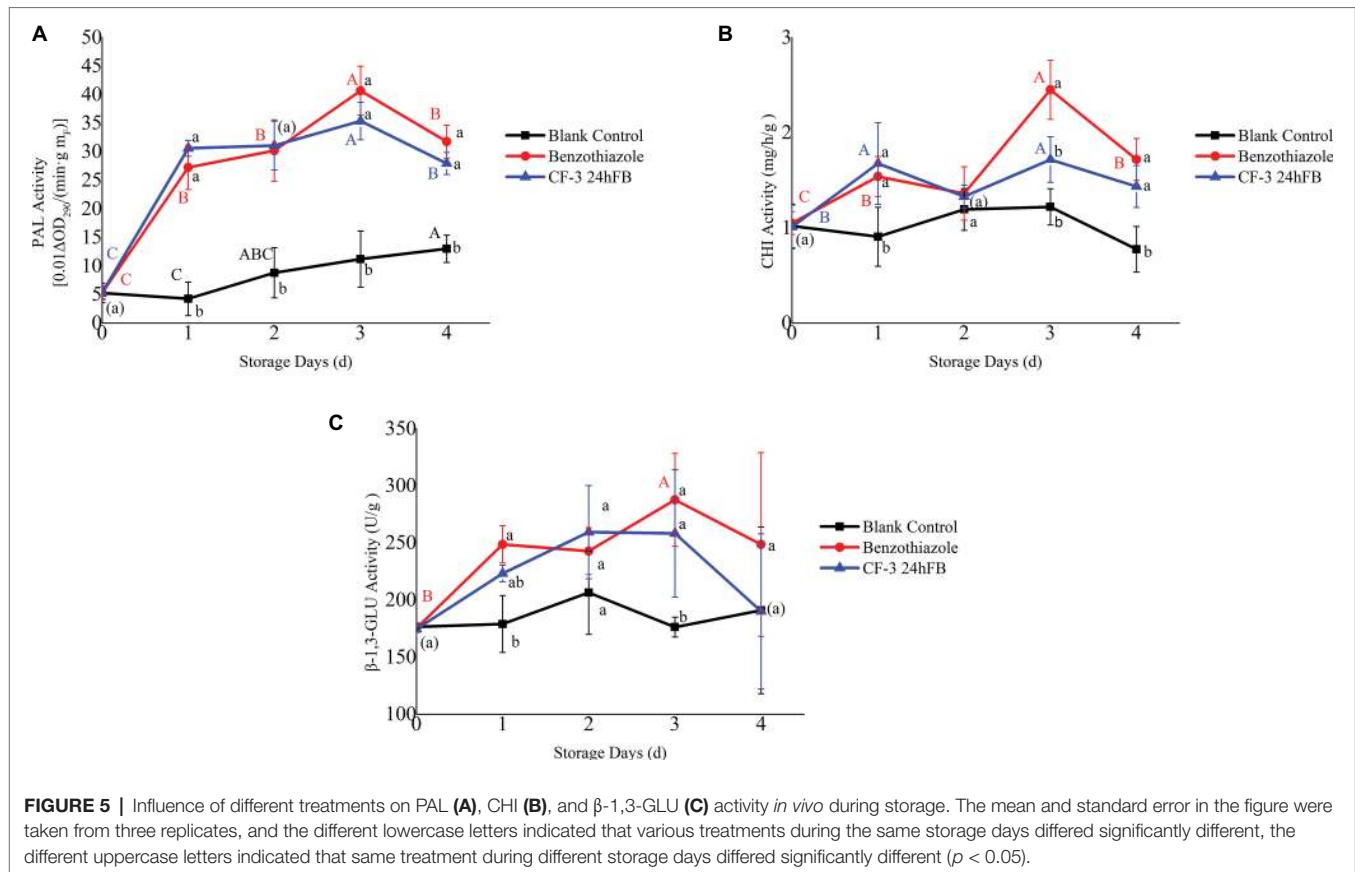 A
50
45
40
35
30
25
20
15
10
5
0
PAL Activity
[0.01ΔOD290/(min·g mp)]
C
C
(a)
a
a
B
C
b
(a)
B
ABC
b
A
a
a
A
b
B
a
a
B
A
b
0 1 2 3 4
Storage Days (d)
Blank Control
Benzothiazole
CF-3 24hFB
B
3
2
1
0
CHI Activity (mg/h/g)
C
B
(a)
A
a
B
b
(a)
a
A
a
A
b
b
B
a
a
b
0 1 2 3 4
Storage Days (d)
Blank Control
Benzothiazole
CF-3 24hFB
C
350
300
250
200
150
100
β-1,3-GLU Activity (U/g)
B
(a)
a
ab
b
a
a
a
A
a
a
b
a
(a)
0 1 2 3 4
Storage Days (d)
Blank Control
Benzothiazole
CF-3 24hFB
FIGURE 5 | Influence of different treatments on PAL (A), CHI (B), and β-1,3-GLU (C) activity in vivo during storage. The mean and standard error in the figure were
taken from three replicates, and the different lowercase letters indicated that various treatments during the same storage days differed significantly different, the
different uppercase letters indicated that same treatment during different storage days differed significantly different (p < 0.05).